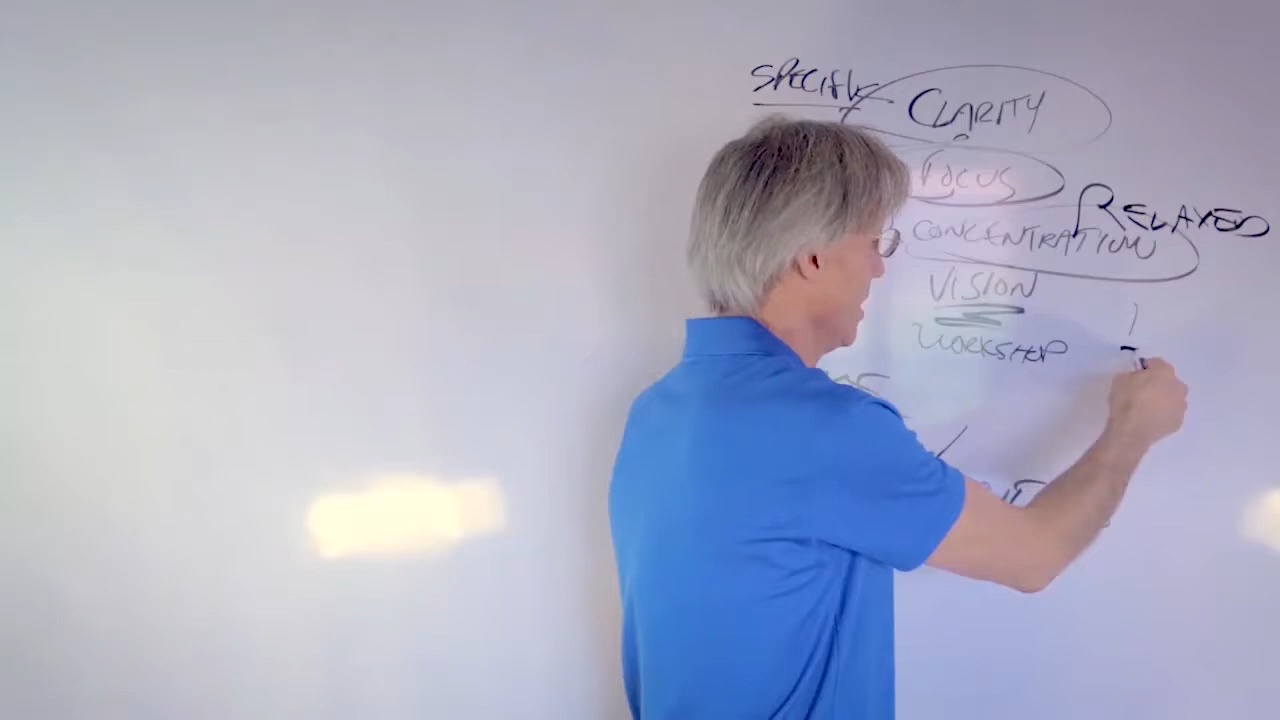 SPECIFIC CLARITY
FOCUS
RELAXED
CONCENTRATION
VISION
WORKSHOP